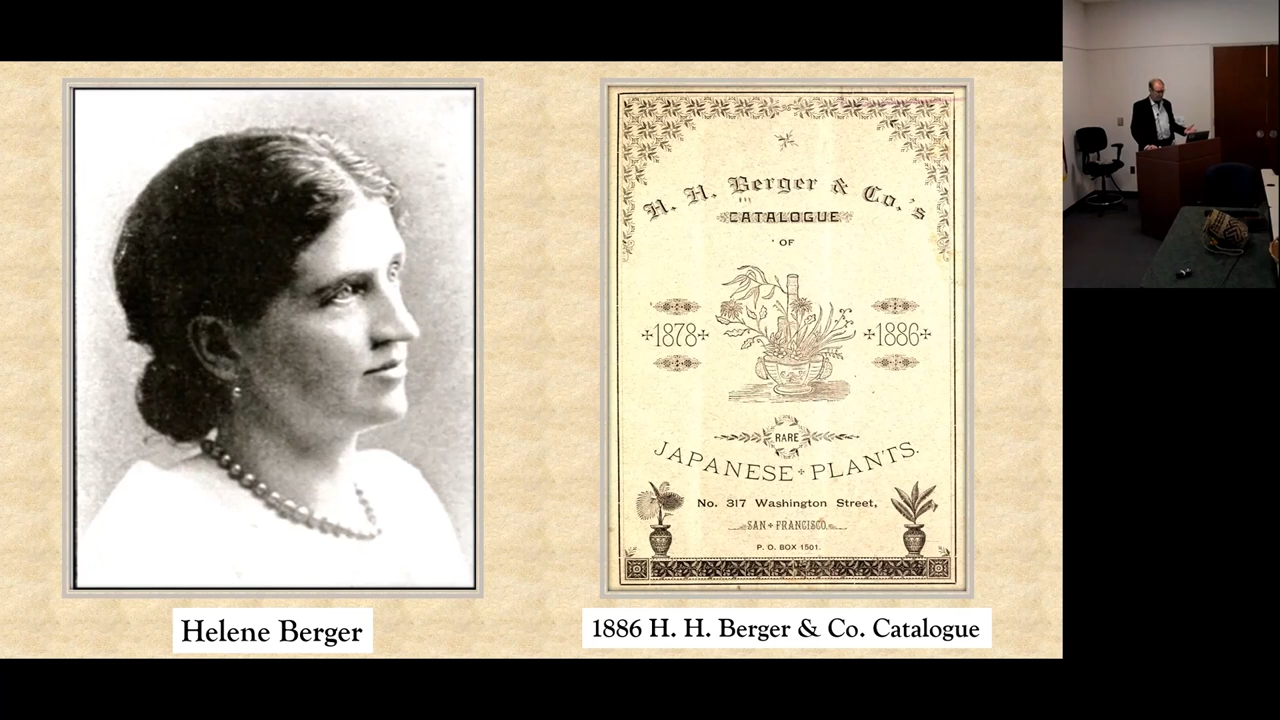 H. H. Berger & Co.'s
CATALOGUE
OF
1878
1886
RARE
JAPANESE PLANTS.
No. 317 Washington Street,
SAN FRANCISCO.
P. O. BOX 1501.
Helene Berger
1886 H. H. Berger & Co. Catalogue